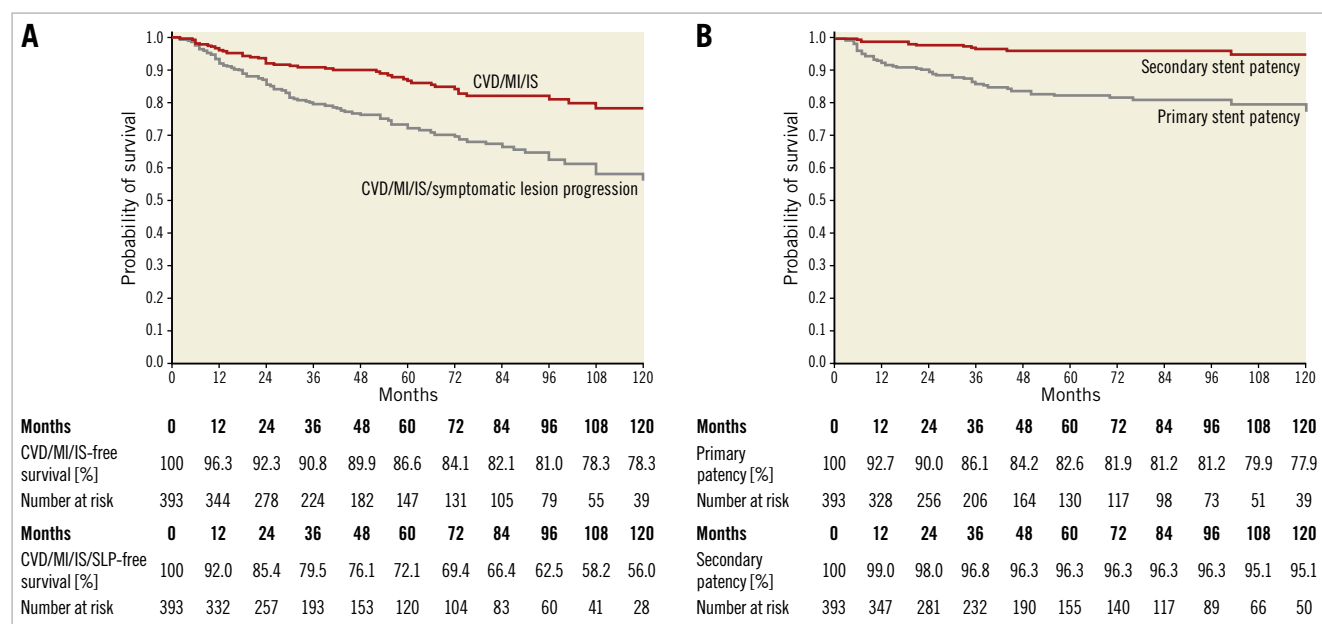 A
Probability of survival
1.0
0.9
0.8
0.7
0.6
0.5
0.4
0.3
0.2
0.1
0.0
CVD/MI/IS
CVD/MI/IS/symptomatic lesion progression
0 12 24 36 48 60 72 84 96 108 120
Months
Months 0 12 24 36 48 60 72 84 96 108 120
CVD/MI/IS-free
survival [%] 100 96.3 92.3 90.8 89.9 86.6 84.1 82.1 81.0 78.3 78.3
Number at risk 393 344 278 224 182 147 131 105 79 55 39
Months 0 12 24 36 48 60 72 84 96 108 120
CVD/MI/IS/SLP-free
survival [%] 100 92.0 85.4 79.5 76.1 72.1 69.4 66.4 62.5 58.2 56.0
Number at risk 393 332 257 193 153 120 104 83 60 41 28
B
Probability of survival
1.0
0.9
0.8
0.7
0.6
0.5
0.4
0.3
0.2
0.1
0.0
Secondary stent patency
Primary stent patency
0 12 24 36 48 60 72 84 96 108 120
Months
Months 0 12 24 36 48 60 72 84 96 108 120
Primary
patency [%] 100 92.7 90.0 86.1 84.2 82.6 81.9 81.2 81.2 79.9 77.9
Number at risk 393 328 256 206 164 130 117 98 73 51 39
Months 0 12 24 36 48 60 72 84 96 108 120
Secondary
patency [%] 100 99.0 98.0 96.8 96.3 96.3 96.3 96.3 96.3 95.1 95.1
Number at risk 393 347 281 232 190 155 140 117 89 66 50